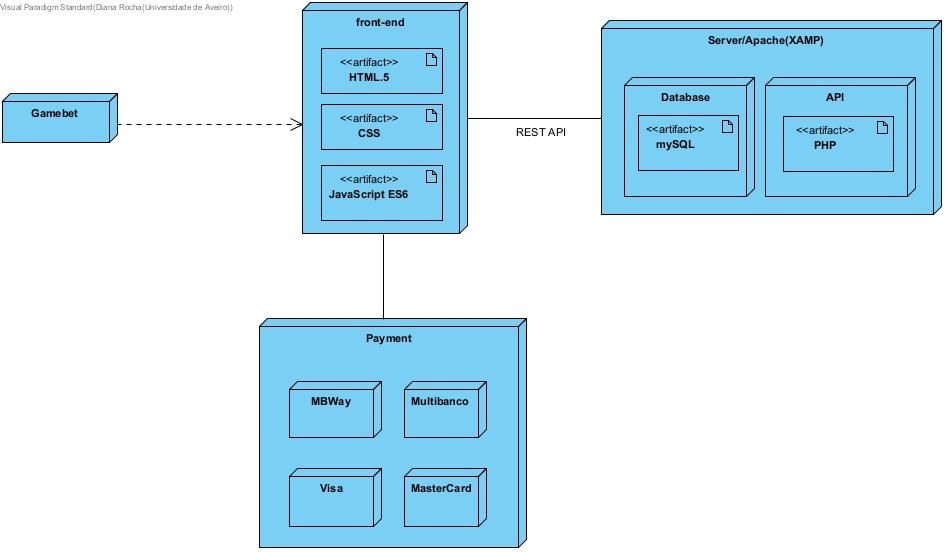 Visual Paradigm Standard(Diana Rocha(Universidade de Aveiro))
Gamebet
front-end
<<artifact>>
HTML.5
<<artifact>>
CSS
<<artifact>>
JavaScript ES6
REST API
Server/Apache(XAMP)
Database
<<artifact>>
mySQL
API
<<artifact>>
PHP
Payment
MBWay
Multibanco
Visa
MasterCard